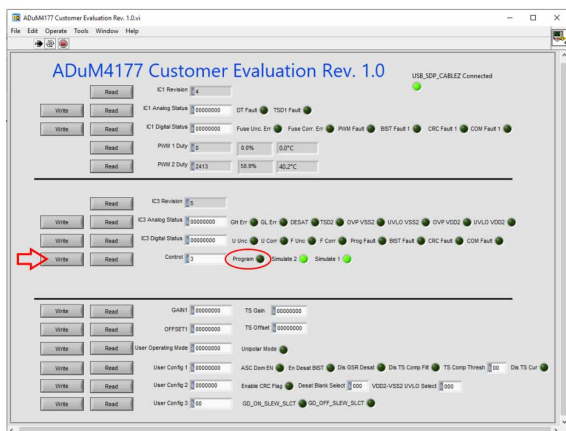 ADuM4177 Customer Evaluation Rev. 1.0.vi
File Edit Operate Tools Window Help
ADuM4177 Customer Evaluation Rev. 1.0
USB_SDP_CABLEZ Connected
Read IC1 Revision 4
Write Read IC1 Analog Status 00000000 DT Fault TSD1 Fault
Write Read IC1 Digital Status 00000000 Fuse Unc. Err Fuse Corr. Err PWM Fault BIST Fault 1 CRC Fault 1 COM Fault 1
Read PWM 1 Duty 0 0.0% 0.0°C
Read PWM 2 Duty 2413 58.9% 40.2°C
Read IC3 Revision 5
Write Read IC3 Analog Status 00000000 GH Err GL Err DESAT TSD2 OVP VSS2 UVLO VSS2 OVP VDD2 UVLO VDD2
Write Read IC3 Digital Status 00000000 U Unc U Corr F Unc F Corr Prog Fault BIST Fault CRC Fault COM Fault
Write Read Control 3 Program Simulate 2 Simulate 1
Write Read GAIN1 00000000 TS Gain 00000000
Write Read OFFSET1 00000000 TS Offset 00000000
Write Read User Operating Mode 00000000 Unipolar Mode
Write Read User Config 1 00000000 ASC Dom EN En Desat BIST Dis GSR Desat Dis TS Comp Filt TS Comp Thresh 00 Dis TS Cur
Write Read User Config 2 00000000 Enable CRC Flag Desat Blank Select 000 VDD2-VSS2 UVLO Select 000
Write Read User Config 3 00 GD_ON_SLEW_SLCT GD_OFF_SLEW_SLCT